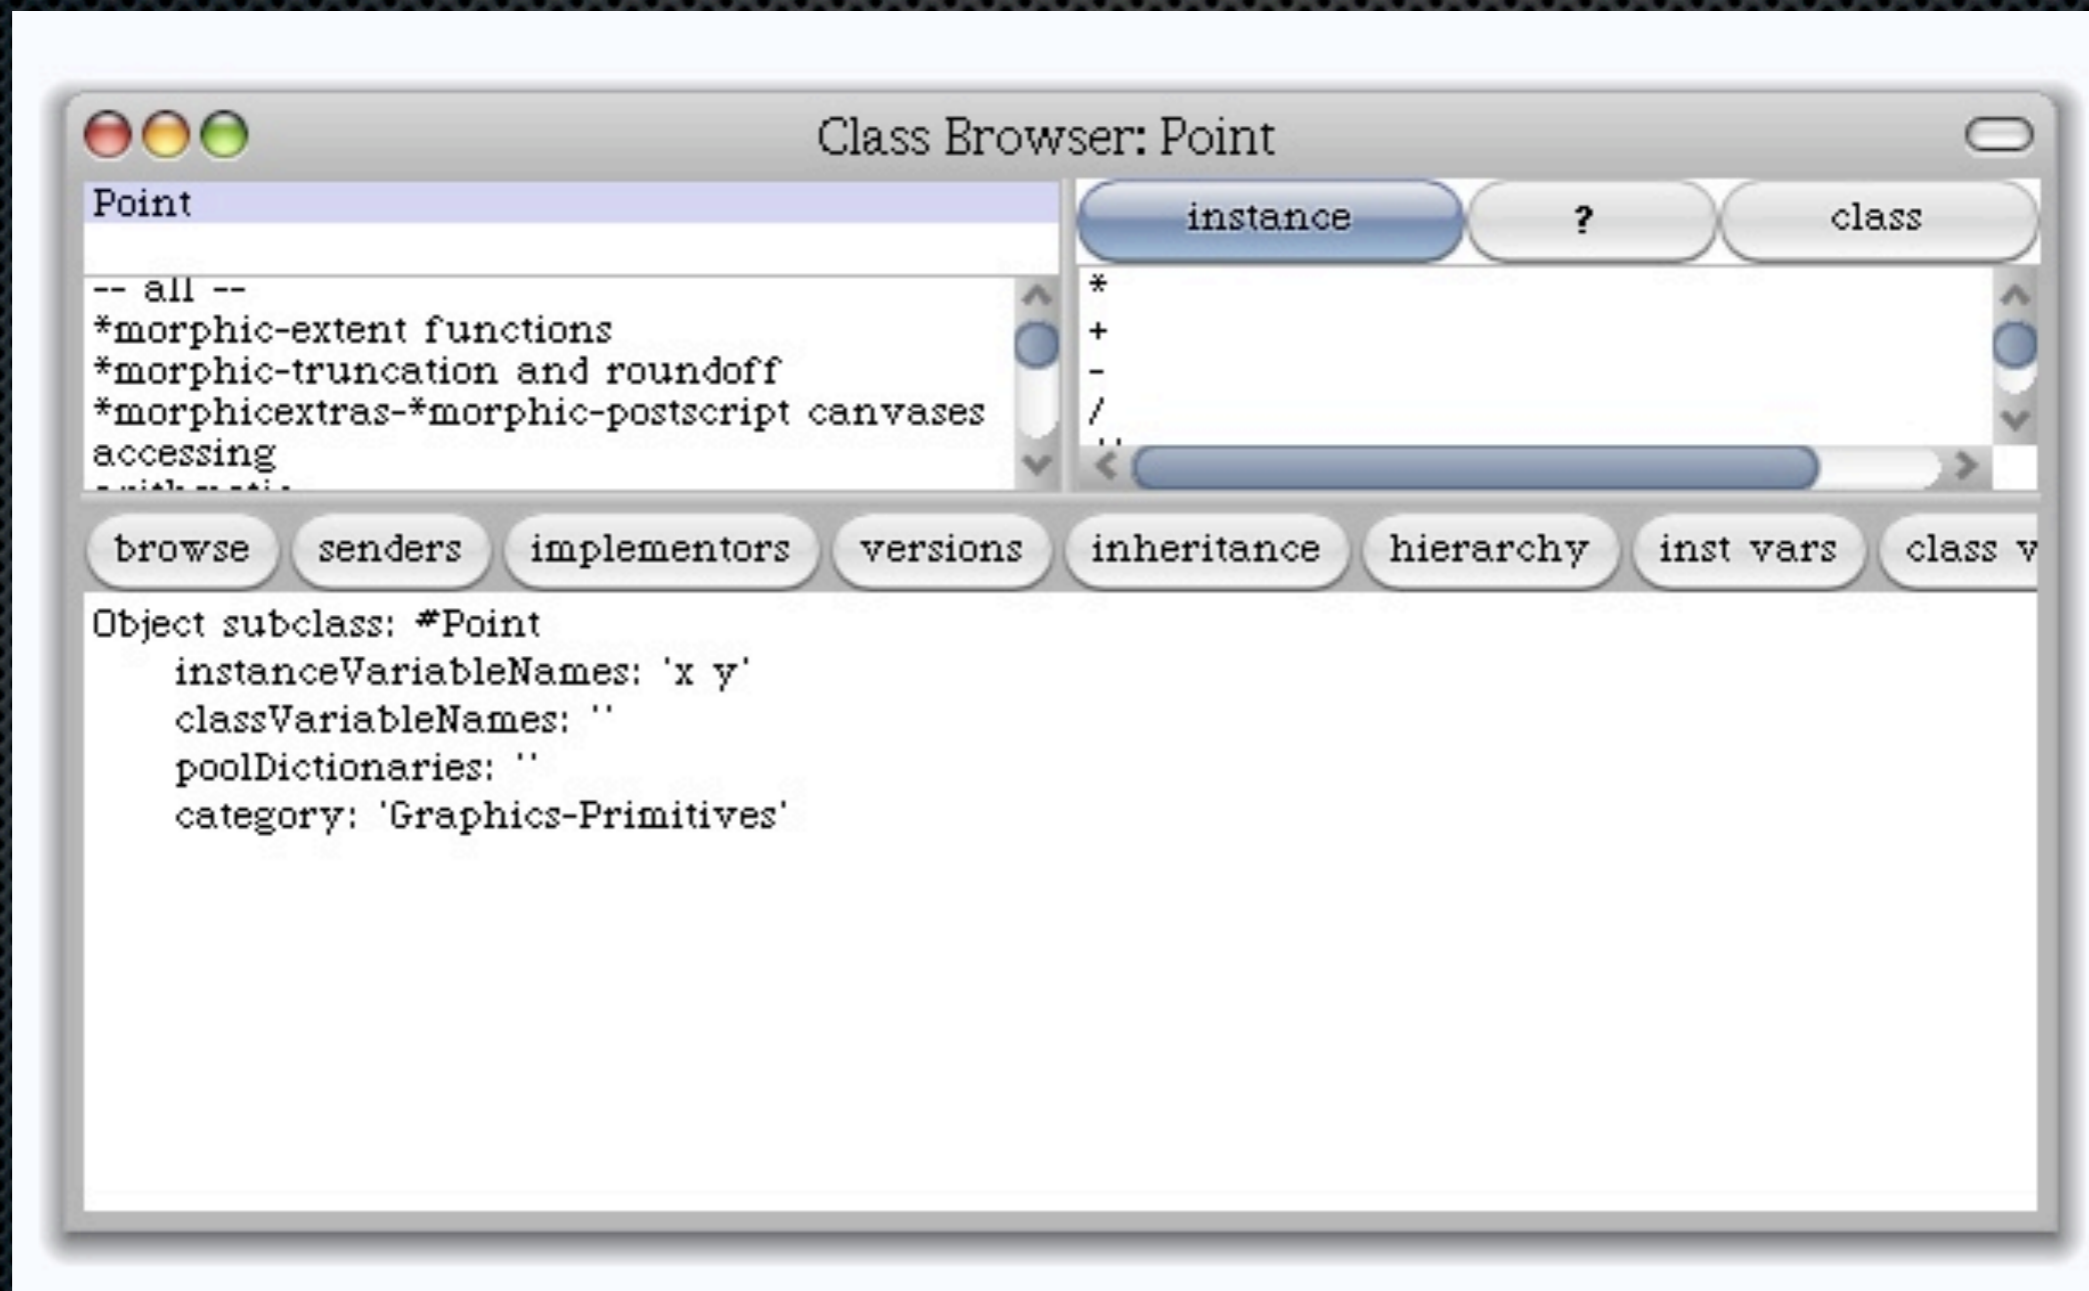 Class Browser: Point
Point
instance ? class
-- all --
*morphic-extent functions
*morphic-truncation and roundoff
*morphicextras-*morphic-postscript canvases
accessing
*
+
-
/
browse senders implementors versions inheritance hierarchy inst vars class v
Object subclass: #Point
instanceVariableNames: 'x y'
classVariableNames: ''
poolDictionaries: ''
category: 'Graphics-Primitives'